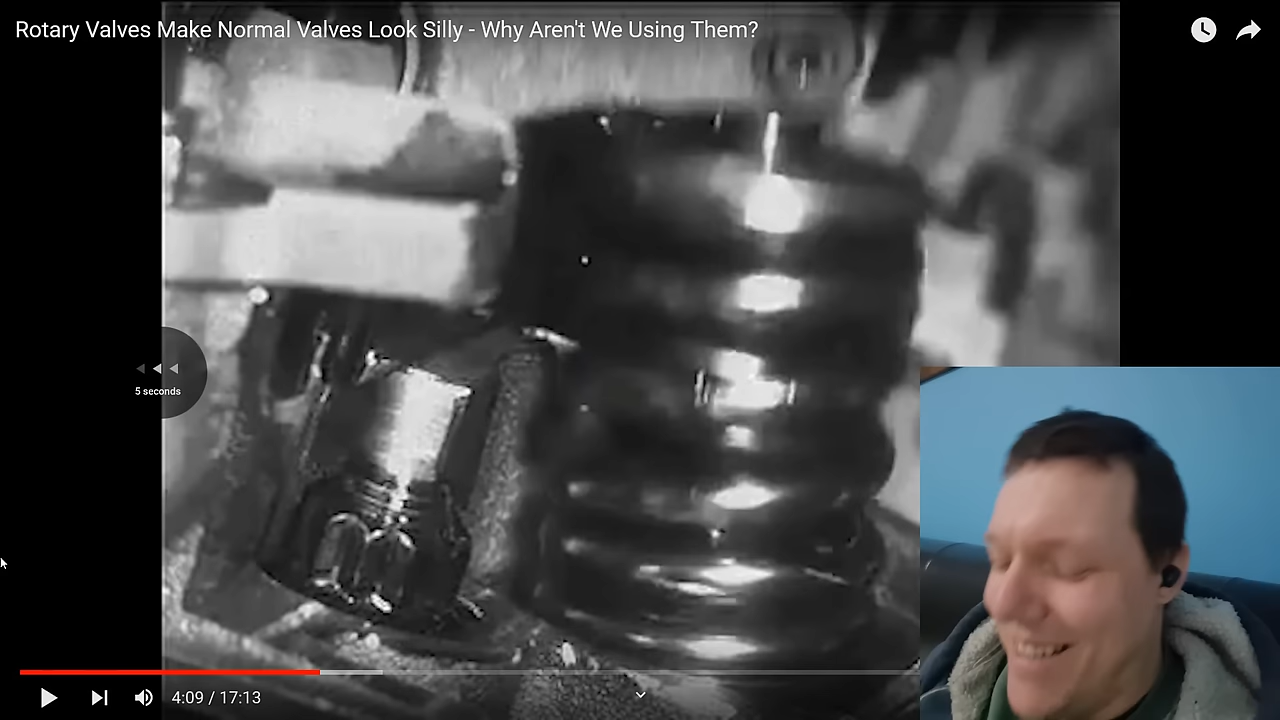 Rotary Valves Make Normal Valves Look Silly - Why Aren't We Using Them?
5 seconds
4:09 / 17:13